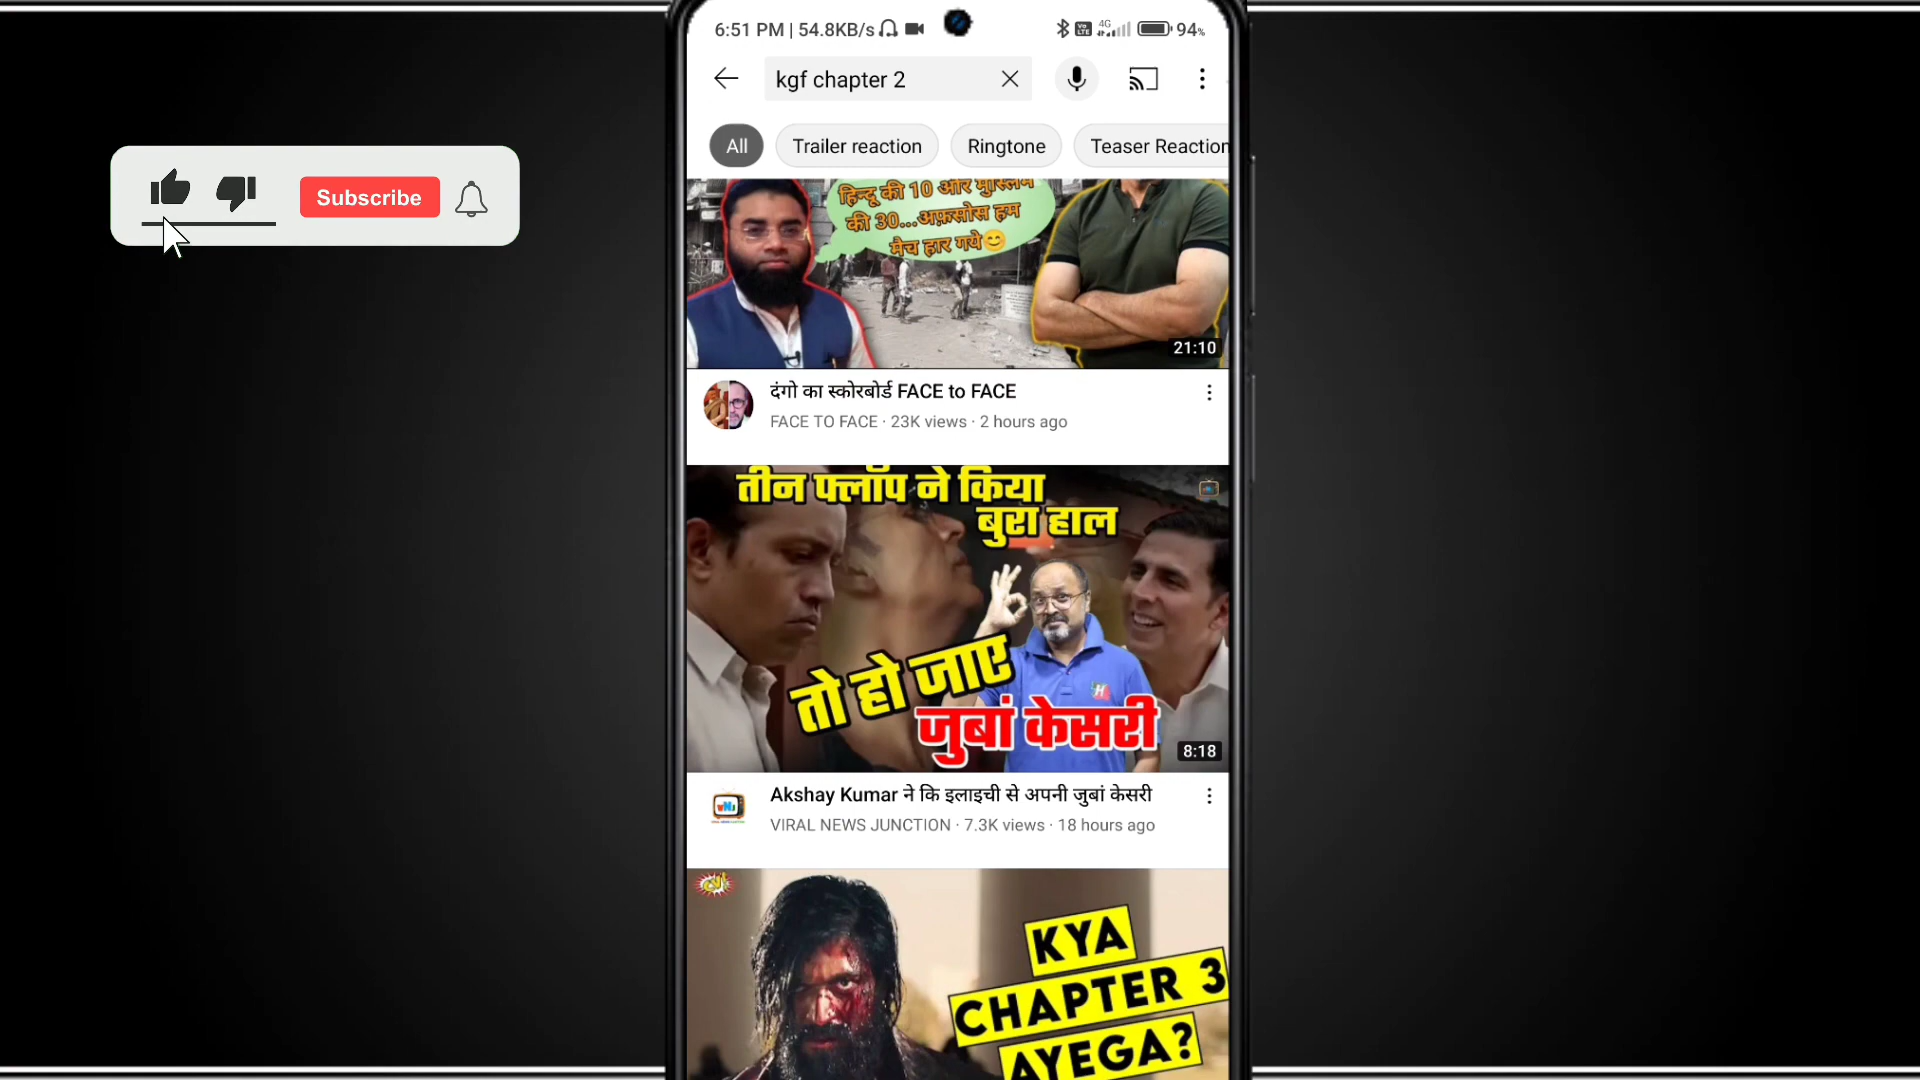 6:51 PM | 54.8KB/s
4G
94%
kgf chapter 2
All
Trailer reaction
Ringtone
Teaser Reaction
Subscribe
हिन्दू की 10 और मुस्लिम
की 30...अफ़सोस हम
मैच हार गये😊
21:10
दंगो का स्कोरबोर्ड FACE to FACE
FACE TO FACE · 23K views · 2 hours ago
तीन फ्लॉप ने किया
बुरा हाल
तो हो जाए
जुबां केसरी
8:18
Akshay Kumar ने कि इलाइची से अपनी जुबां केसरी
VIRAL NEWS JUNCTION · 7.3K views · 18 hours ago
KYA
CHAPTER 3
AYEGA?